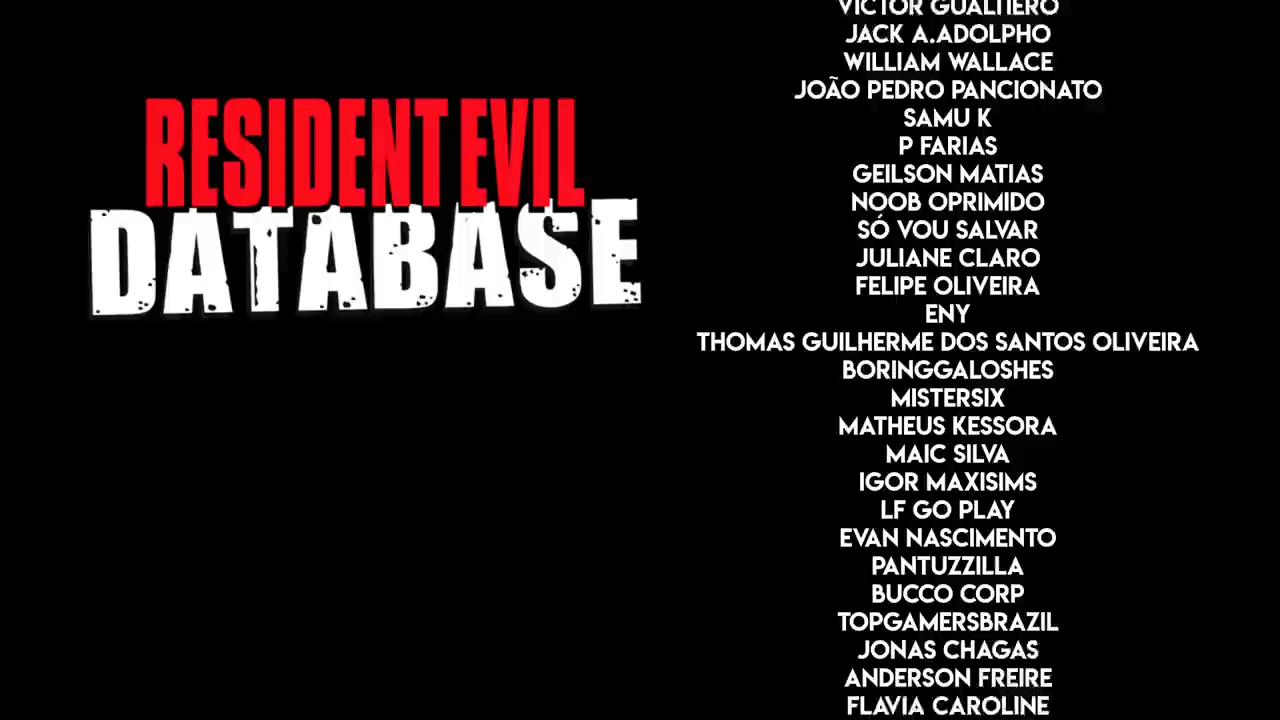 RESIDENT EVIL
DATABASE
VICTOR GUALTIERO
JACK A.ADOLPHO
WILLIAM WALLACE
JOÃO PEDRO PANCIONATO
SAMU K
P FARIAS
GEILSON MATIAS
NOOB OPRIMIDO
SÓ VOU SALVAR
JULIANE CLARO
FELIPE OLIVEIRA
ENY
THOMAS GUILHERME DOS SANTOS OLIVEIRA
BORINGGALOSHES
MISTERSIX
MATHEUS KESSORA
MAIC SILVA
IGOR MAXISIMS
LF GO PLAY
EVAN NASCIMENTO
PANTUZZILLA
BUCCO CORP
TOPGAMERSBRAZIL
JONAS CHAGAS
ANDERSON FREIRE
FLAVIA CAROLINE